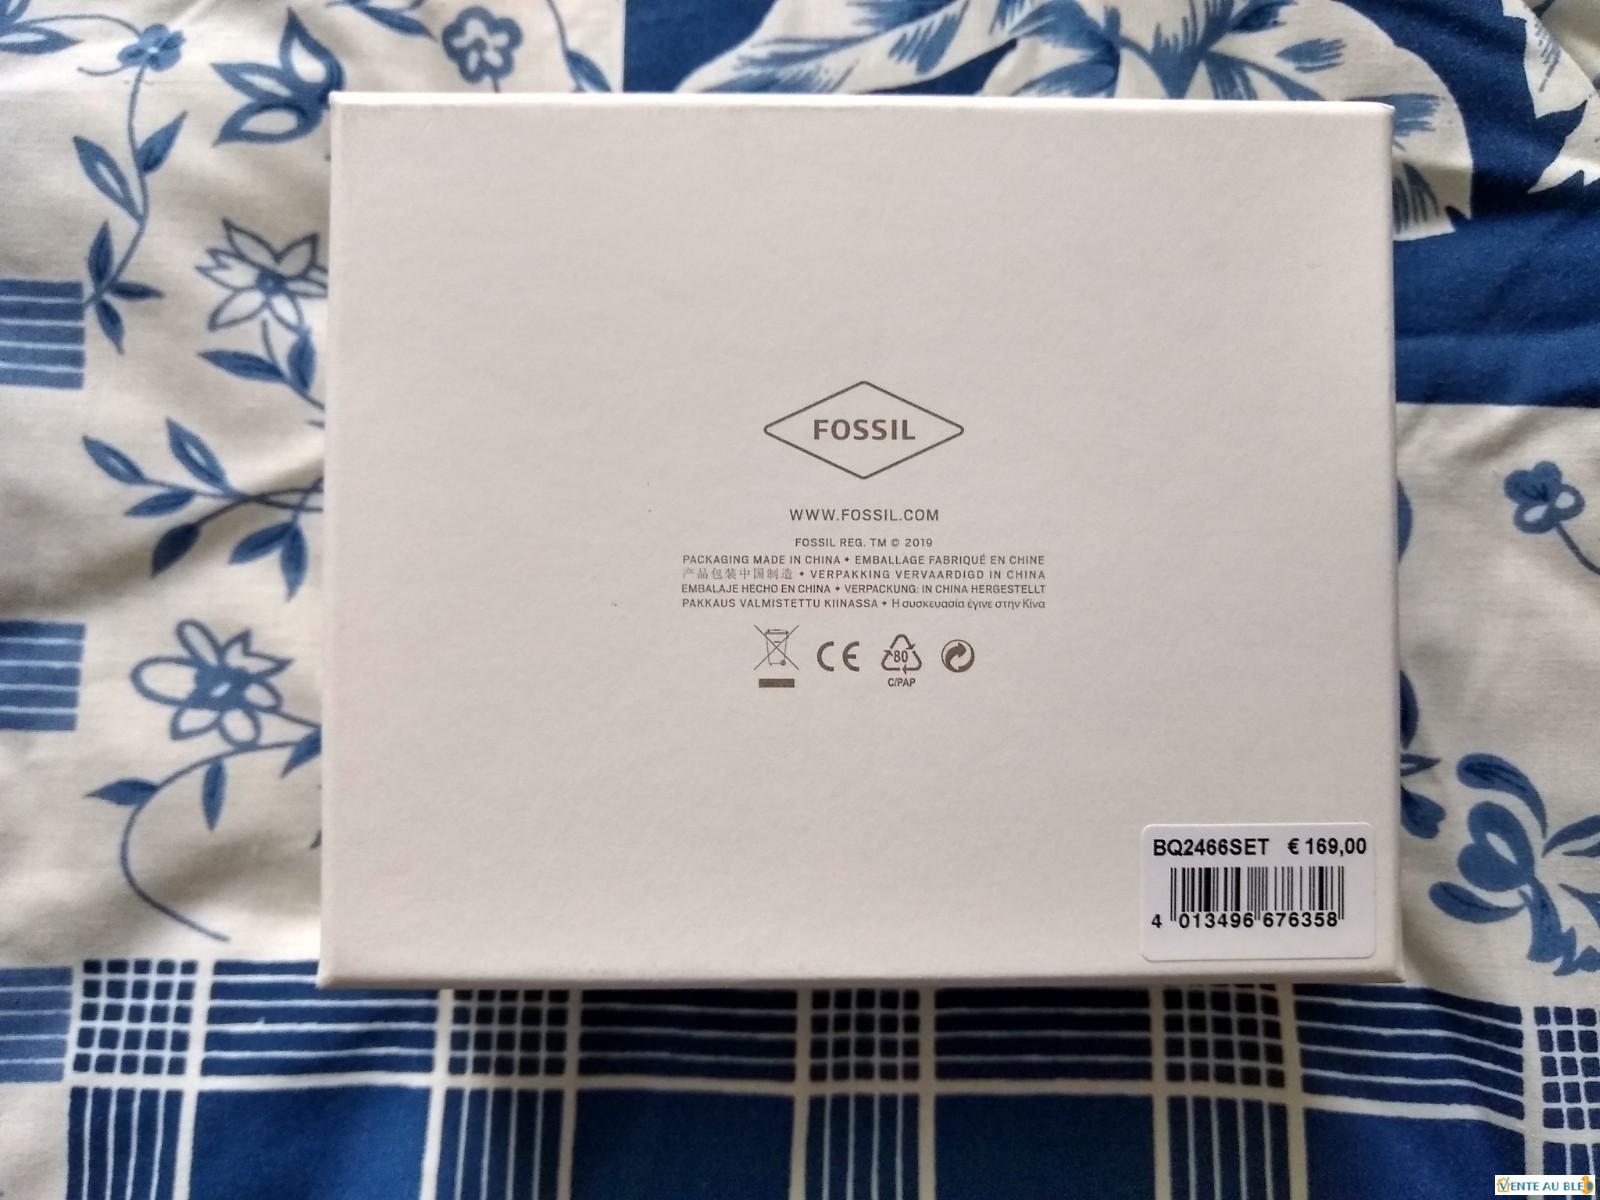 FOSSIL
WWW.FOSSIL.COM
FOSSIL REG. TM © 2019
PACKAGING MADE IN CHINA • EMBALLAGE FABRIQUÉ EN CHINE
产品包装中国制造 • VERPAKKING VERVAARDIGD IN CHINA
EMBALAJE HECHO EN CHINA • VERPACKUNG: IN CHINA HERGESTELLT
PAKKAUS VALMISTETTU KIINASSA • Η συσκευασία έγινε στην Κίνα
CE
80
C/PAP
BQ2466SET € 169,00
4 013496 676358
VENTE AU BLED